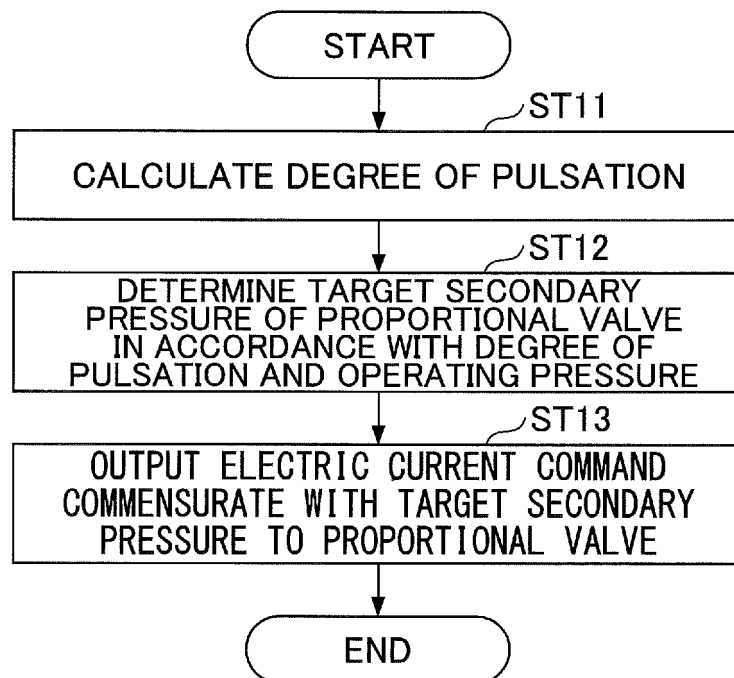 START
ST11
CALCULATE DEGREE OF PULSATION
ST12
DETERMINE TARGET SECONDARY
PRESSURE OF PROPORTIONAL VALVE
IN ACCORDANCE WITH DEGREE OF
PULSATION AND OPERATING PRESSURE
ST13
OUTPUT ELECTRIC CURRENT COMMAND
COMMENSURATE WITH TARGET SECONDARY
PRESSURE TO PROPORTIONAL VALVE
END